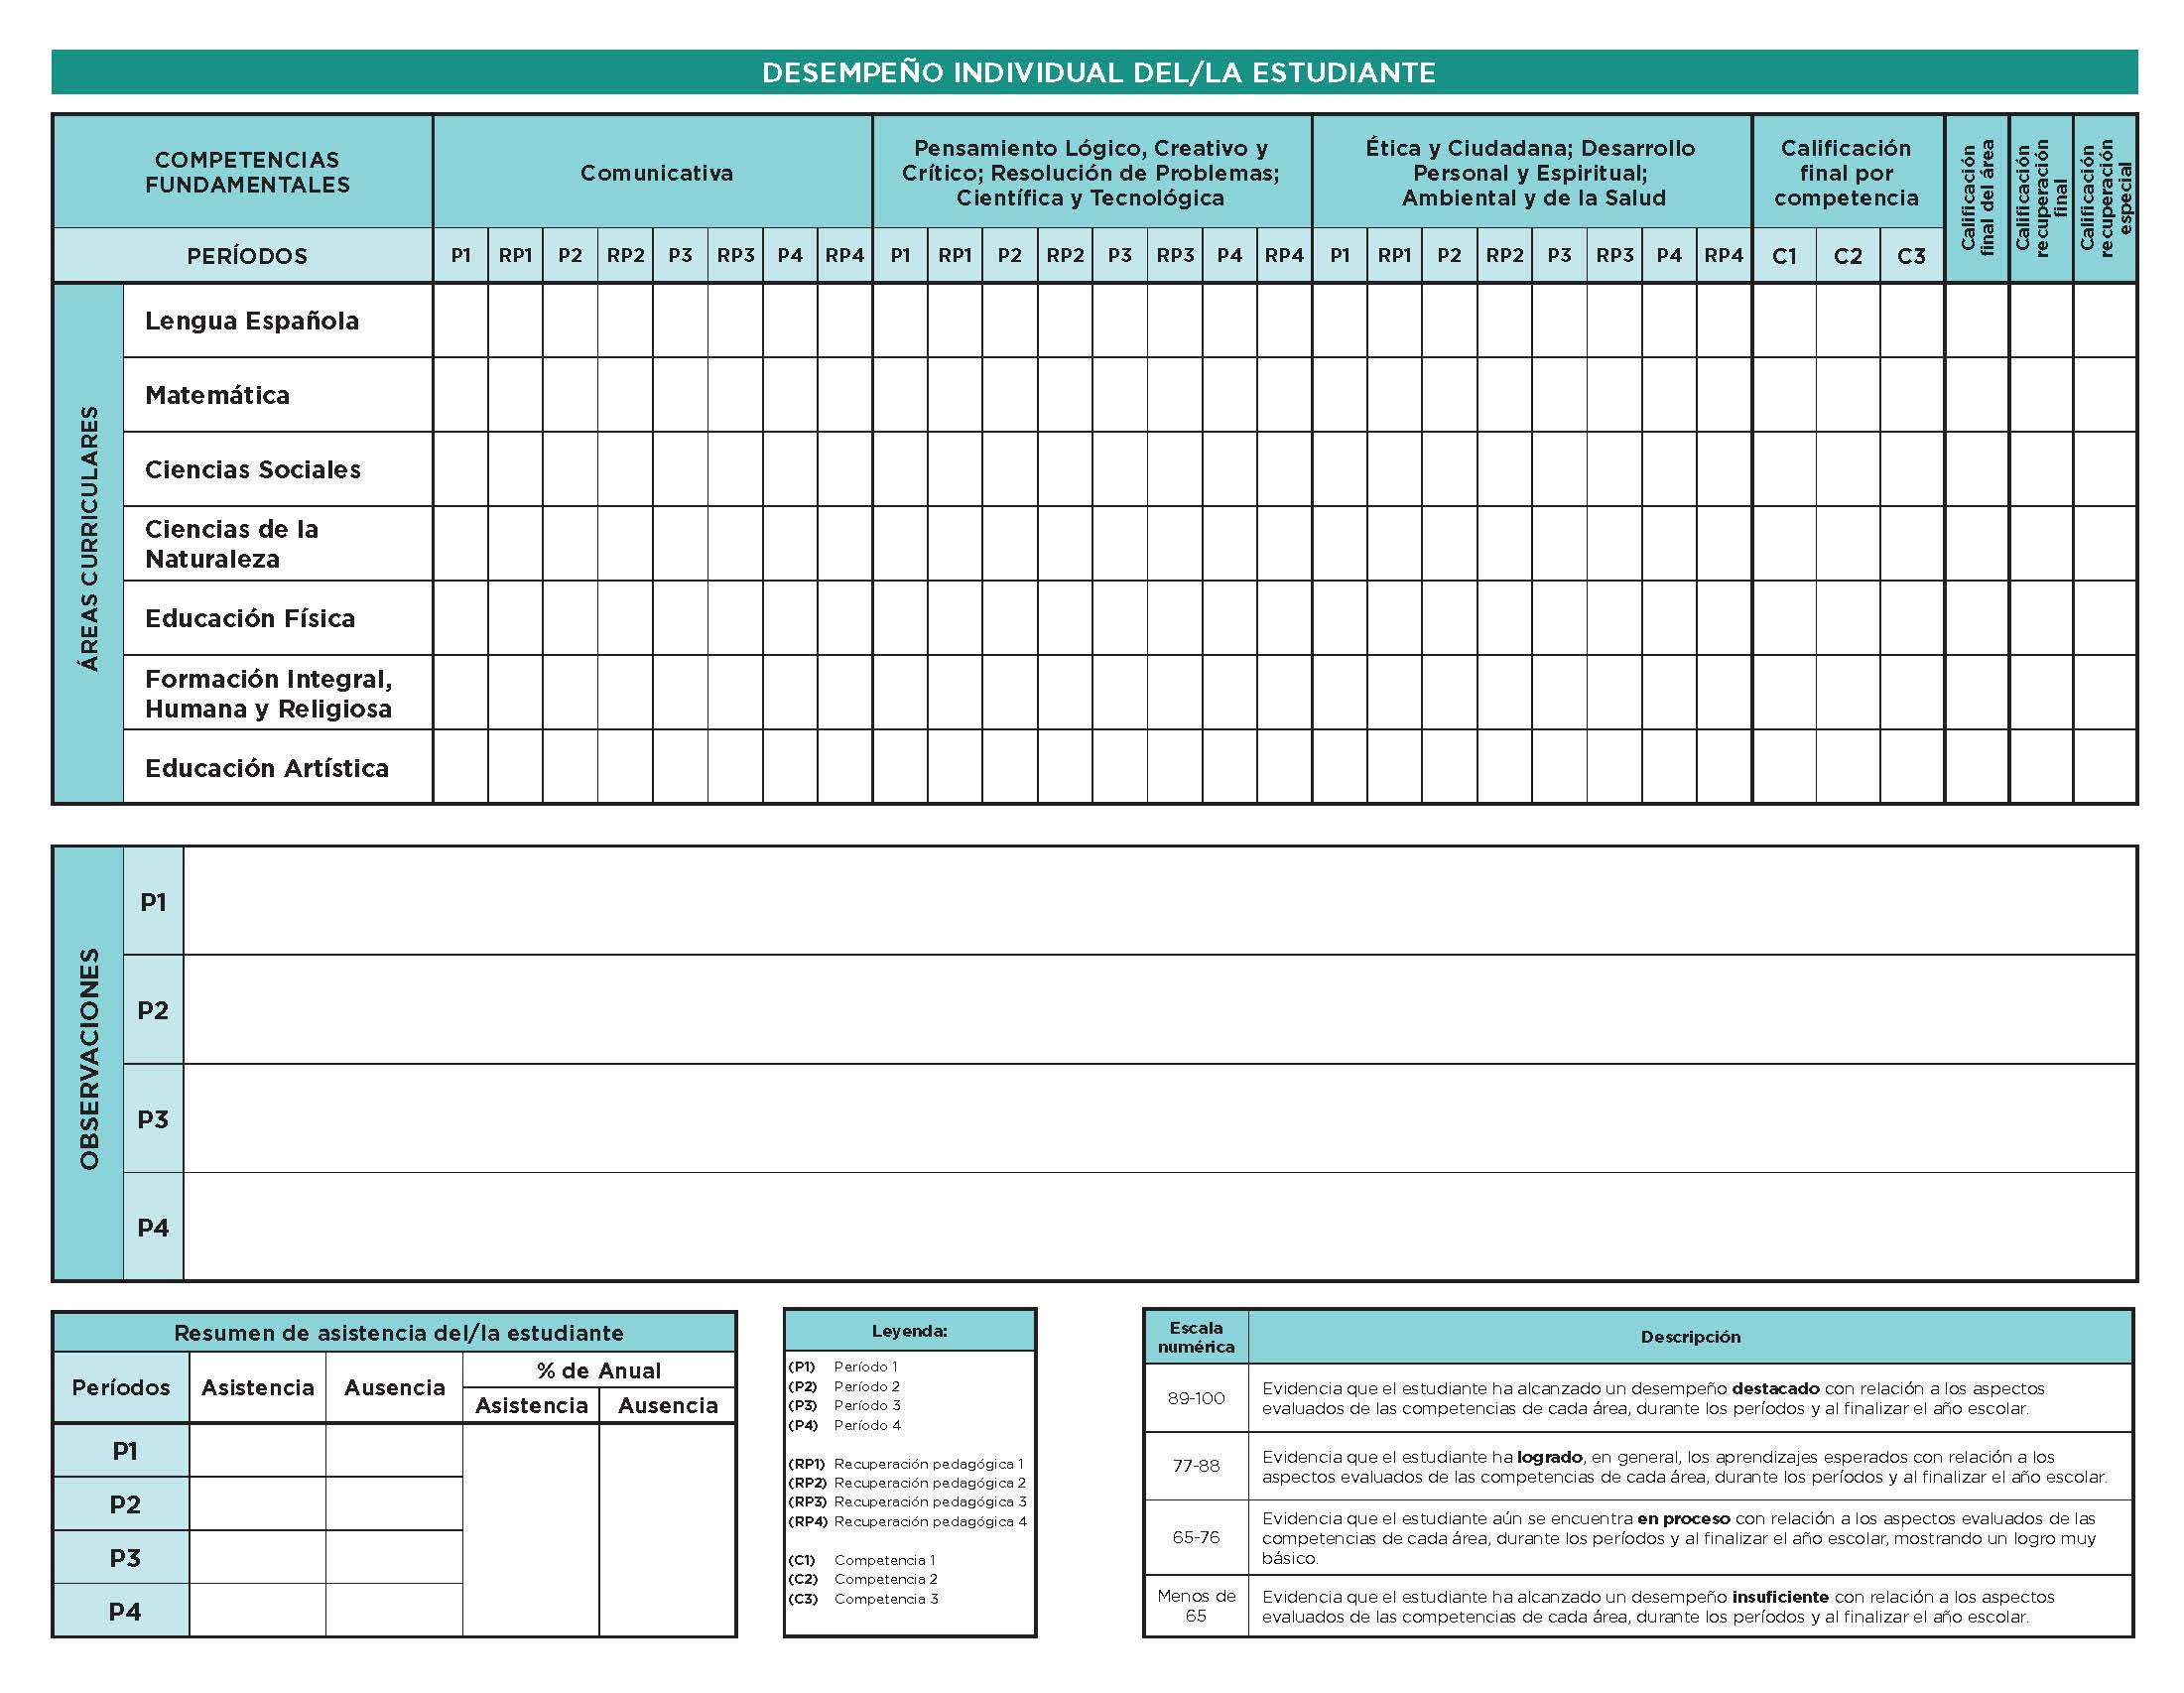 DESEMPEÑO INDIVIDUAL DEL/LA ESTUDIANTE
COMPETENCIAS
FUNDAMENTALES
Comunicativa
Pensamiento Lógico, Creativo y
Crítico; Resolución de Problemas;
Científica y Tecnológica
Ética y Ciudadana; Desarrollo
Personal y Espiritual;
Ambiental y de la Salud
Calificación
final por
competencia
Calificación
final del área
Calificación
recuperación
final
Calificación
recuperación
especial
PERÍODOS P1 RP1 P2 RP2 P3 RP3 P4 RP4 P1 RP1 P2 RP2 P3 RP3 P4 RP4 P1 RP1 P2 RP2 P3 RP3 P4 RP4 C1 C2 C3
ÁREAS CURRICULARES
Lengua Española
Matemática
Ciencias Sociales
Ciencias de la
Naturaleza
Educación Física
Formación Integral,
Humana y Religiosa
Educación Artística
OBSERVACIONES
P1
P2
P3
P4
Resumen de asistencia del/la estudiante
Períodos Asistencia Ausencia
% de Anual
Asistencia Ausencia
P1
P2
P3
P4
Leyenda:
(P1) Período 1
(P2) Período 2
(P3) Período 3
(P4) Período 4
(RP1) Recuperación pedagógica 1
(RP2) Recuperación pedagógica 2
(RP3) Recuperación pedagógica 3
(RP4) Recuperación pedagógica 4
(C1) Competencia 1
(C2) Competencia 2
(C3) Competencia 3
Escala
numérica
Descripción
89-100
Evidencia que el estudiante ha alcanzado un desempeño destacado con relación a los aspectos
evaluados de las competencias de cada área, durante los períodos y al finalizar el año escolar.
77-88
Evidencia que el estudiante ha logrado, en general, los aprendizajes esperados con relación a los
aspectos evaluados de las competencias de cada área, durante los períodos y al finalizar el año escolar.
65-76
Evidencia que el estudiante aún se encuentra en proceso con relación a los aspectos evaluados de las
competencias de cada área, durante los períodos y al finalizar el año escolar, mostrando un logro muy
básico.
Menos de
65
Evidencia que el estudiante ha alcanzado un desempeño insuficiente con relación a los aspectos
evaluados de las competencias de cada área, durante los períodos y al finalizar el año escolar.